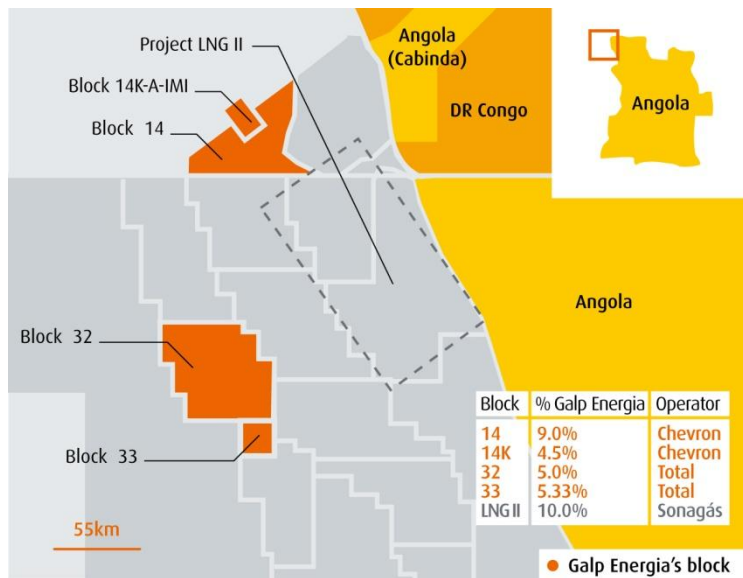 Project LNG II
Angola
(Cabinda)
Block 14K-A-IMI
DR Congo
Angola
Block 14
Angola
Block 32
Block 33
55km
Block % Galp Energia Operator
14 9.0% Chevron
14K 4.5% Chevron
32 5.0% Total
33 5.33% Total
LNG II 10.0% Sonagás
Galp Energia's block